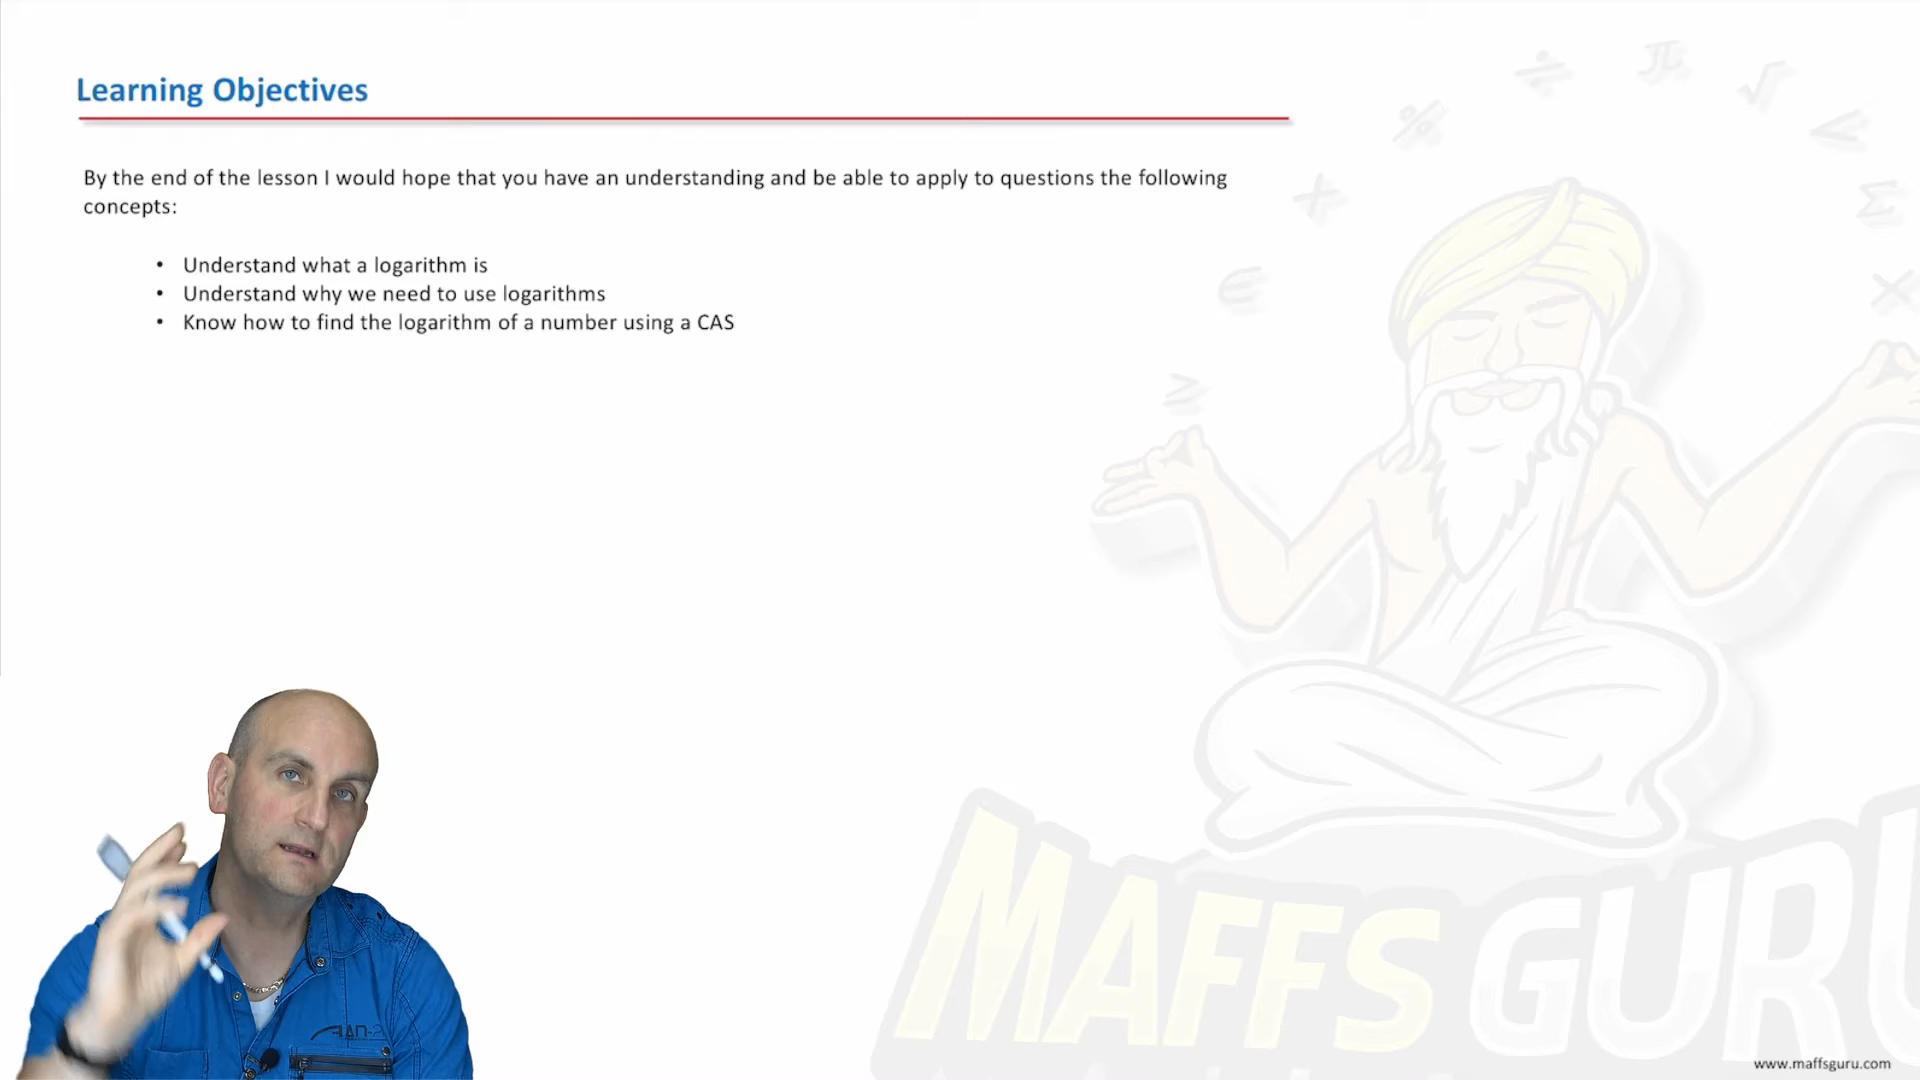 Learning Objectives
By the end of the lesson I would hope that you have an understanding and be able to apply to questions the following
concepts:
• Understand what a logarithm is
• Understand why we need to use logarithms
• Know how to find the logarithm of a number using a CAS
% ÷ π √ <
+ Σ
∈ ×
≥
MAFFS GURU
www.maffsguru.com